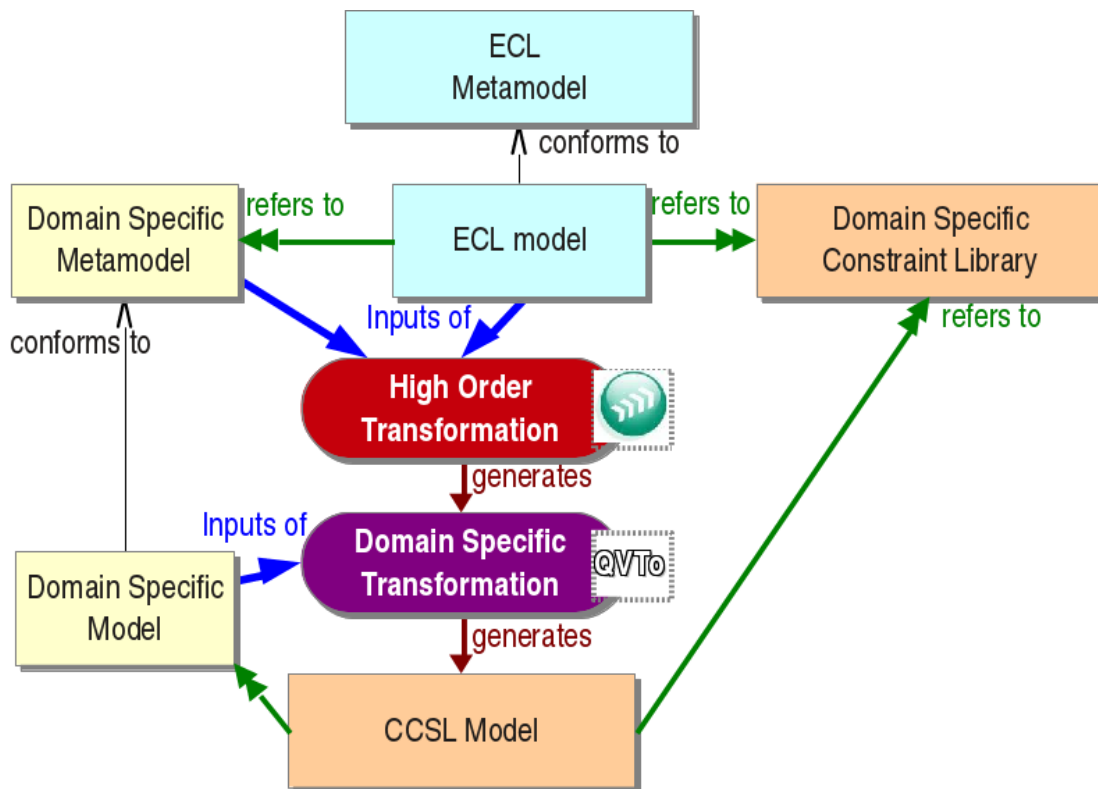 ECL
Metamodel
conforms to
Domain Specific
Metamodel
refers to
ECL model
refers to
Domain Specific
Constraint Library
conforms to
Inputs of
refers to
High Order
Transformation
generates
Inputs of
Domain Specific
Transformation
QVTo
Domain Specific
Model
generates
CCSL Model